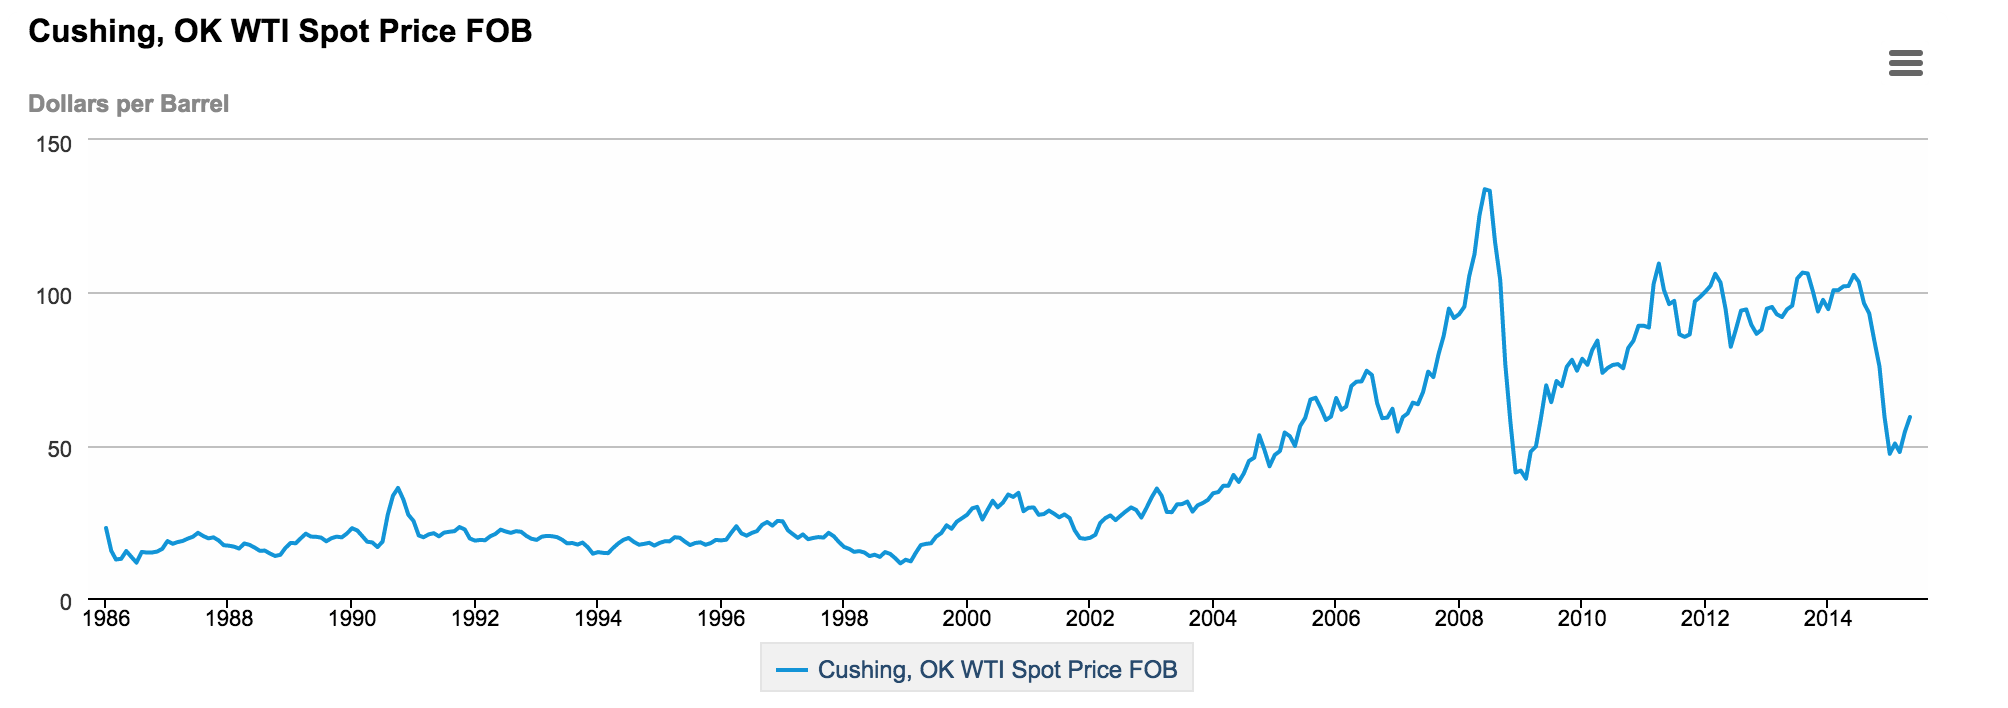 Cushing, OK WTI Spot Price FOB
Dollars per Barrel
150
100
50
0
1986 1988 1990 1992 1994 1996 1998 2000 2002 2004 2006 2008 2010 2012 2014
Cushing, OK WTI Spot Price FOB